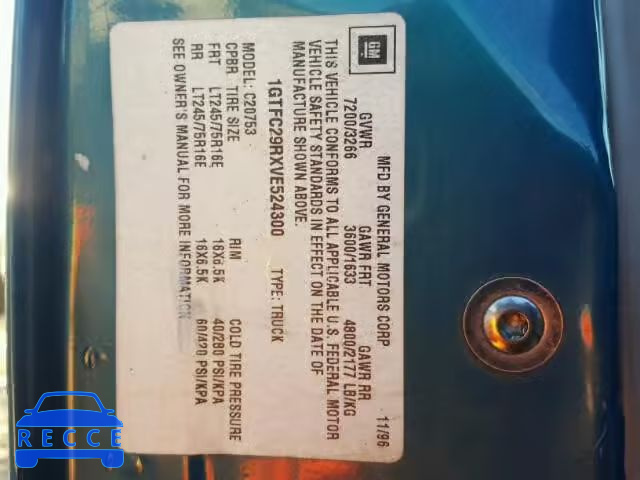 GM
MFD BY GENERAL MOTORS CORP 11/96
GVWR GAWR FRT GAWR RR
7200/3266 3600/1633 4800/2177 LB/KG
THIS VEHICLE CONFORMS TO ALL APPLICABLE U.S. FEDERAL MOTOR
VEHICLE SAFETY STANDARDS IN EFFECT ON THE DATE OF
MANUFACTURE SHOWN ABOVE.
1GTFC29RXVE524300 TYPE: TRUCK
MODEL: C20753
CPBR TIRE SIZE RIM COLD TIRE PRESSURE
FRT LT245/75R16E 16X6.5K 40/280 PSI/KPA
RR LT245/75R16E 16X6.5K 60/420 PSI/KPA
SEE OWNER'S MANUAL FOR MORE INFORMATION
RECCE